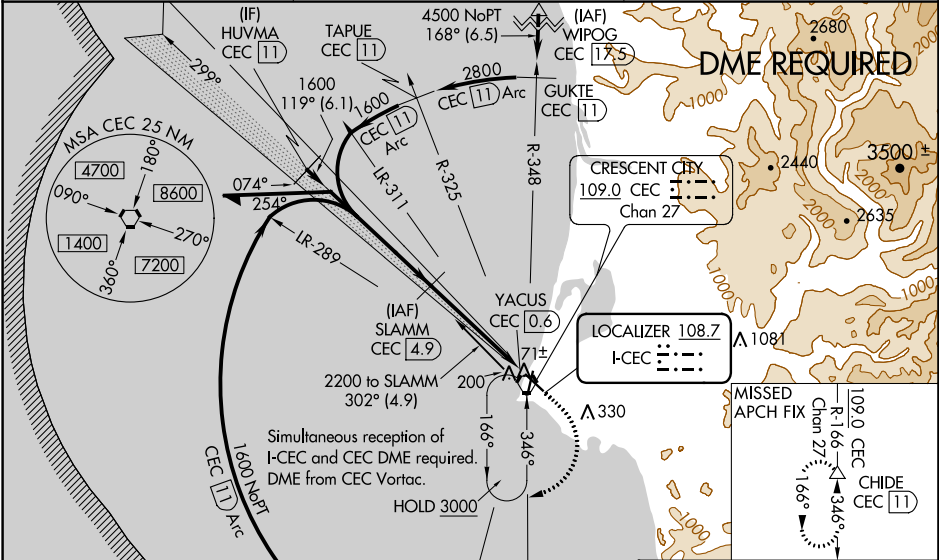 (IF)
HUVMA
CEC 11
TAPUE
CEC 11
4500 NoPT
168° (6.5)
(IAF)
WIPOG
CEC 17.5
2680
2000
DME REQUIRED
299°
1600
119° (6.1)
1600
CEC 11
Arc
2800
CEC 11 Arc
GUKTE
CEC 11
1000
MSA CEC 25 NM
4700
180°
8600
090°
270°
1400
7200
360°
074°
254°
LR-289
LR-311
R-325
R-348
CRESCENT CITY
109.0 CEC
Chan 27
2440
3500 ±
2635
2000
2000
1000
1000
(IAF)
SLAMM
CEC 4.9
YACUS
CEC 0.6
LOCALIZER 108.7
I-CEC
1081
71±
200
2200 to SLAMM
302° (4.9)
330
Simultaneous reception of
I-CEC and CEC DME required.
DME from CEC Vortac.
166°
346°
HOLD 3000
1600 NoPT
CEC 11 Arc
MISSED
APCH FIX
109.0 CEC
R-166
Chan 27
CHIDE
CEC 11
166°
346°